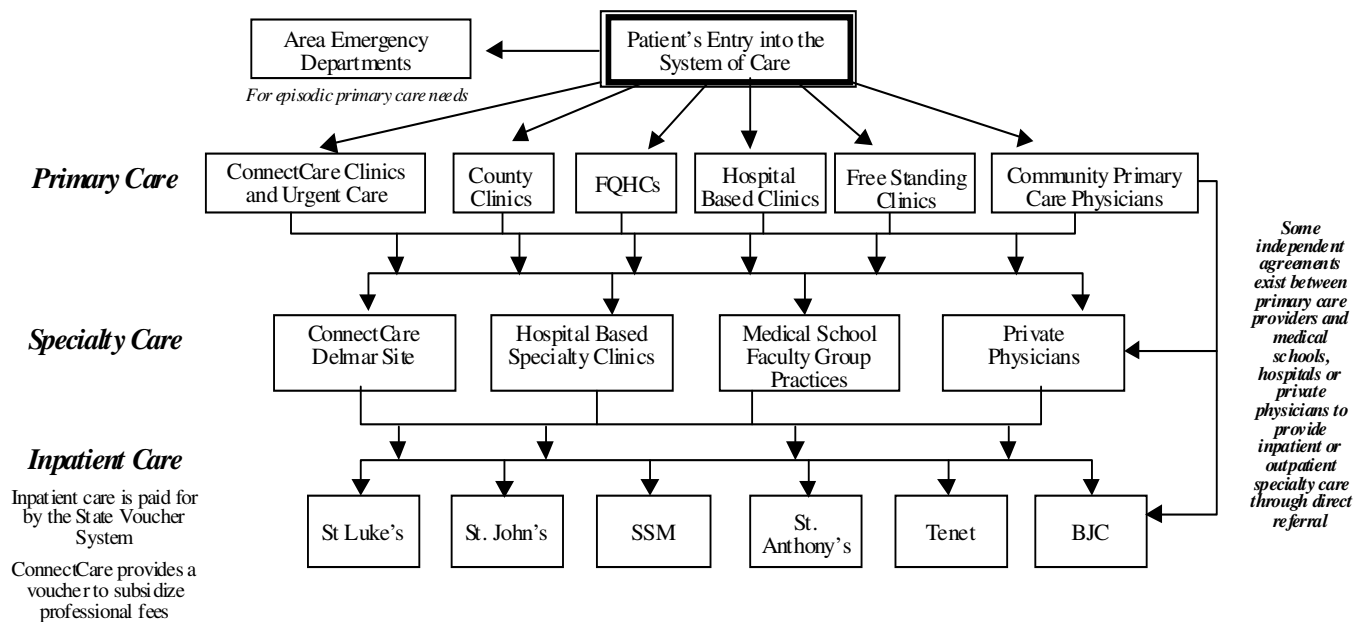 Area Emergency
Departments
For episodic primary care needs
Patient's Entry into the
System of Care
Primary Care
ConnectCare Clinics
and Urgent Care
County
Clinics
FQHCs
Hospital
Based Clinics
Free Standing
Clinics
Community Primary
Care Physicians
Specialty Care
ConnectCare
Delmar Site
Hospital Based
Specialty Clinics
Medical School
Faculty Group
Practices
Private
Physicians
Some
independent
agreements
exist between
primary care
providers and
medical
schools,
hospitals or
private
physicians to
provide
inpatient or
outpatient
specialty care
through direct
referral
Inpatient Care
Inpatient care is paid for
by the State Voucher
System
ConnectCare provides a
voucher to subsidize
professional fees
St Luke's
St. John's
SSM
St.
Anthony's
Tenet
BJC